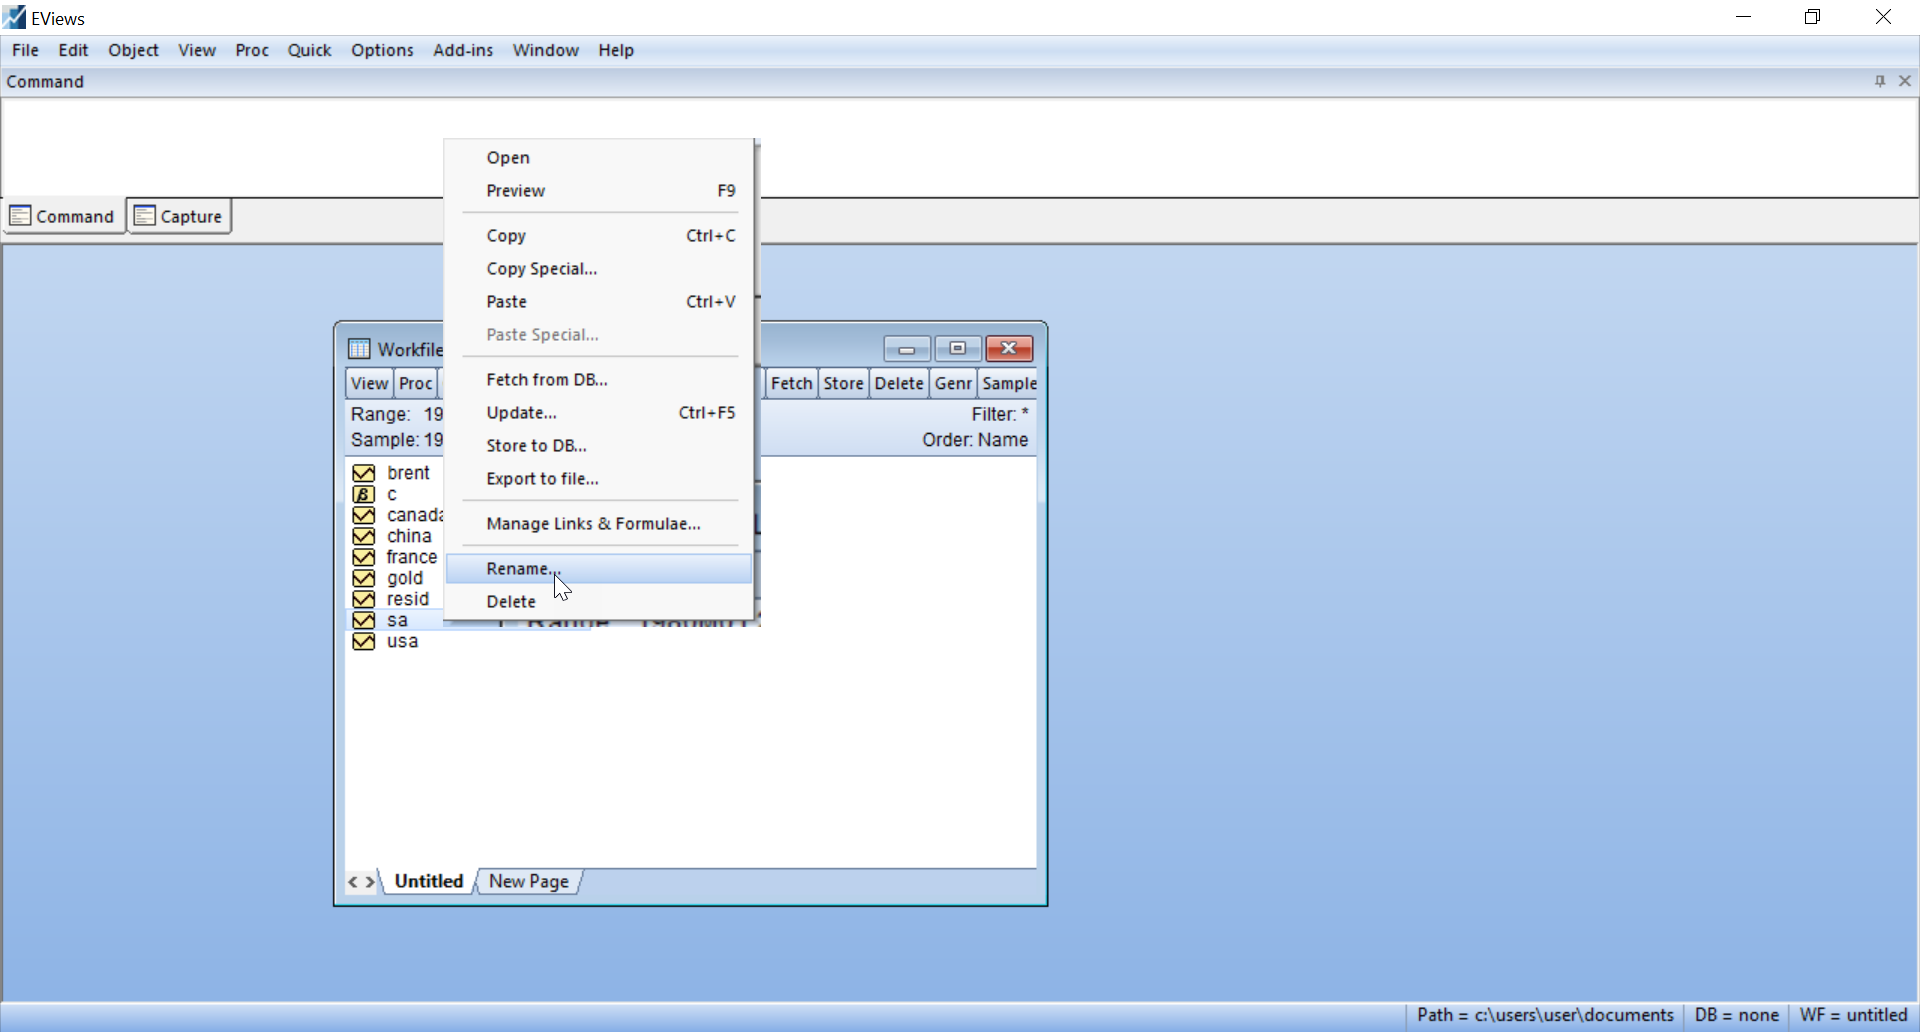 EViews
File Edit Object View Proc Quick Options Add-ins Window Help
Command
Command Capture
Open
Preview F9
Copy Ctrl+C
Copy Special...
Paste Ctrl+V
Paste Special...
Fetch from DB...
Update... Ctrl+F5
Store to DB...
Export to file...
Manage Links & Formulae...
Rename...
Delete
Workfile
View Proc Fetch Store Delete Genr Sample
Range: 19 Filter: *
Sample: 19 Order: Name
brent
c
canada
china
france
gold
resid
sa
usa
Range
Untitled New Page
Path = c:\users\user\documents DB = none WF = untitled